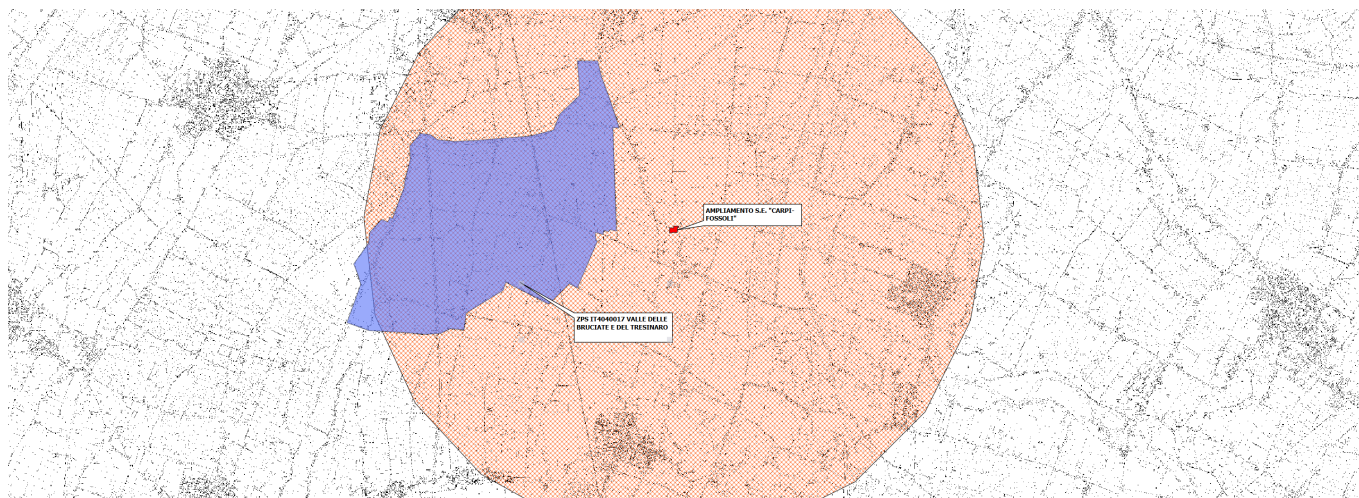 AMPLIAMENTO S.E. "CARPI-
FOSSOLI"
ZPS IT4040017 VALLE DELLE
BRUCIATE E DEL TRESINARO